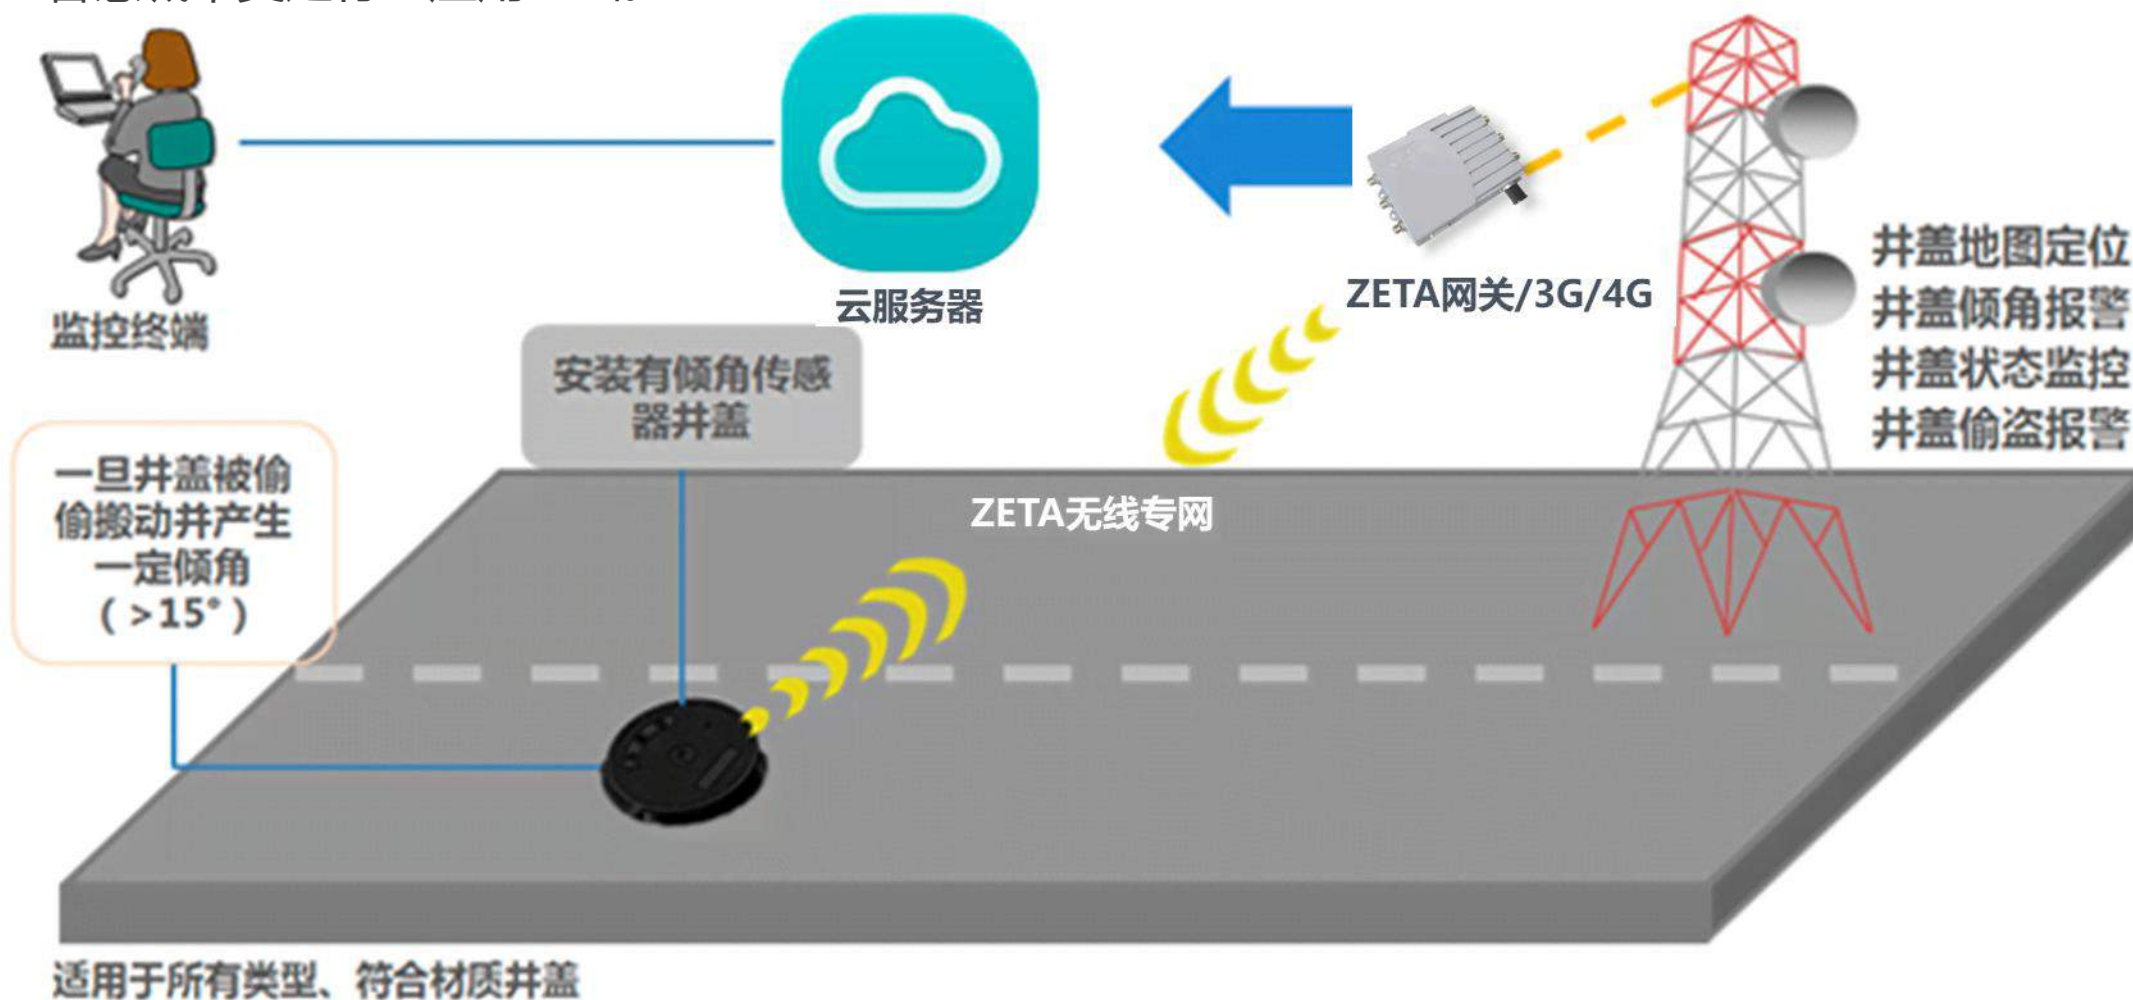 云服务器
ZETA网关/3G/4G
监控终端
井盖地图定位
井盖倾角报警
井盖状态监控
井盖偷盗报警
安装有倾角传感
器井盖
一旦井盖被偷
偷搬动并产生
一定倾角
（>15°）
ZETA无线专网
适用于所有类型、符合材质井盖